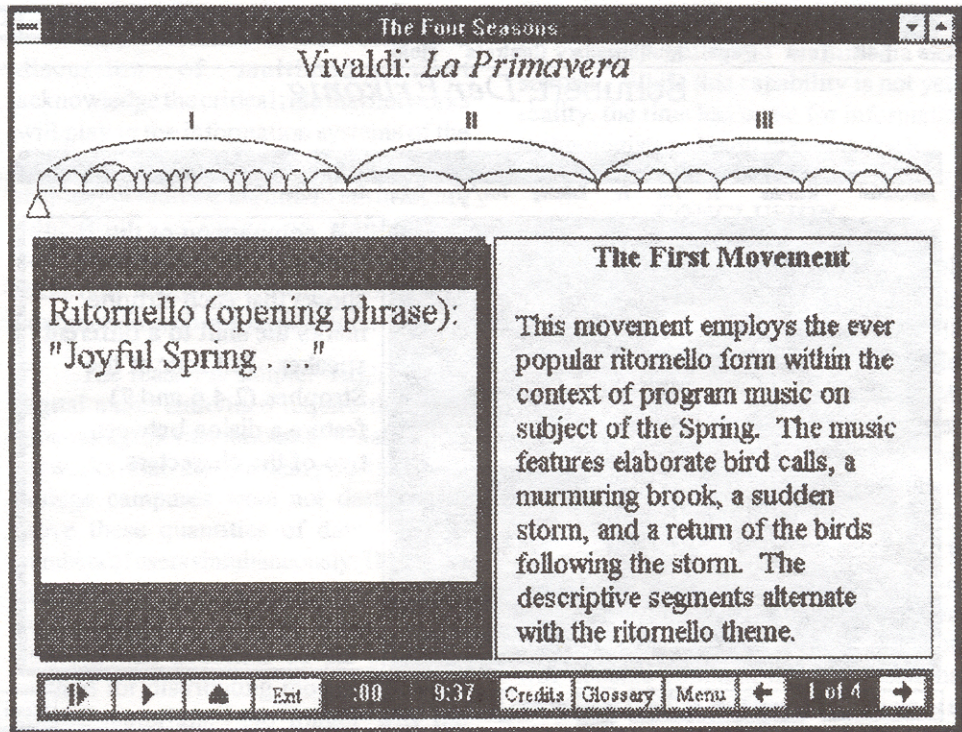 The Four Seasons
Vivaldi: La Primavera
I II III
Ritornello (opening phrase):
"Joyful Spring . ."
The First Movement
This movement employs the ever
popular ritornello form within the
context of program music on
subject of the Spring. The music
features elaborate bird calls, a
murmuring brook, a sudden
storm, and a return of the birds
following the storm. The
descriptive segments alternate
with the ritornello theme.
Exit :00 9:37 Credits Glossary Menu 1 of 4